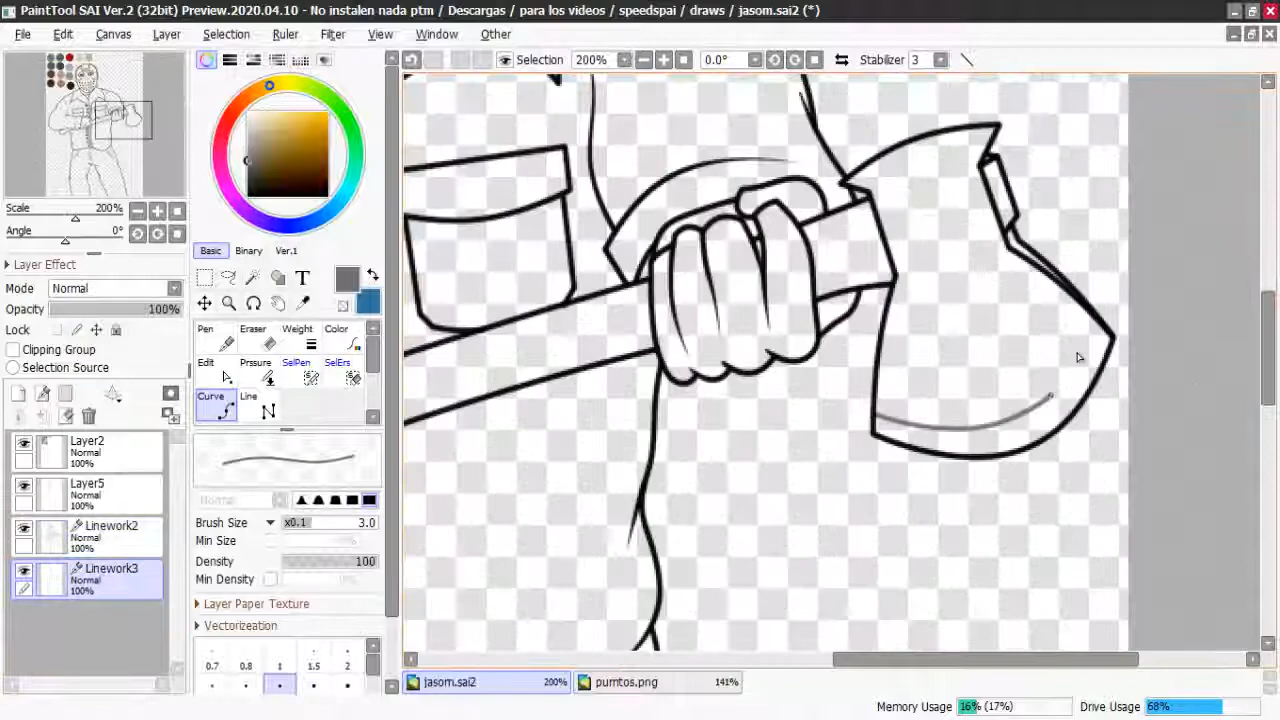 PaintTool SAI Ver.2 (32bit) Preview.2020.04.10 - No instalen nada ptm / Descargas / para los videos / speedspai / draws / jasom.sai2 (*)
File Edit Canvas Layer Selection Ruler Filter View Window Other
Selection 200% 0.0° Stabilizer 3
Scale 200%
Angle 0°
Layer Effect
Mode Normal
Opacity 100%
Lock
Clipping Group
Selection Source
Layer2
Normal
100%
Layer5
Normal
100%
Linework2
Normal
100%
Linework3
Normal
100%
Basic Binary Ver.1
T
Pen Eraser Weight Color
Edit Prssure SelPen SelErs
Curve Line
Normal
Brush Size x0.1 3.0
Min Size
Density 100
Min Density
Layer Paper Texture
Vectorization
0.7 0.8 1 1.5 2
jasom.sai2 200% purntos.png 141%
Memory Usage 16% (17%) Drive Usage 68%